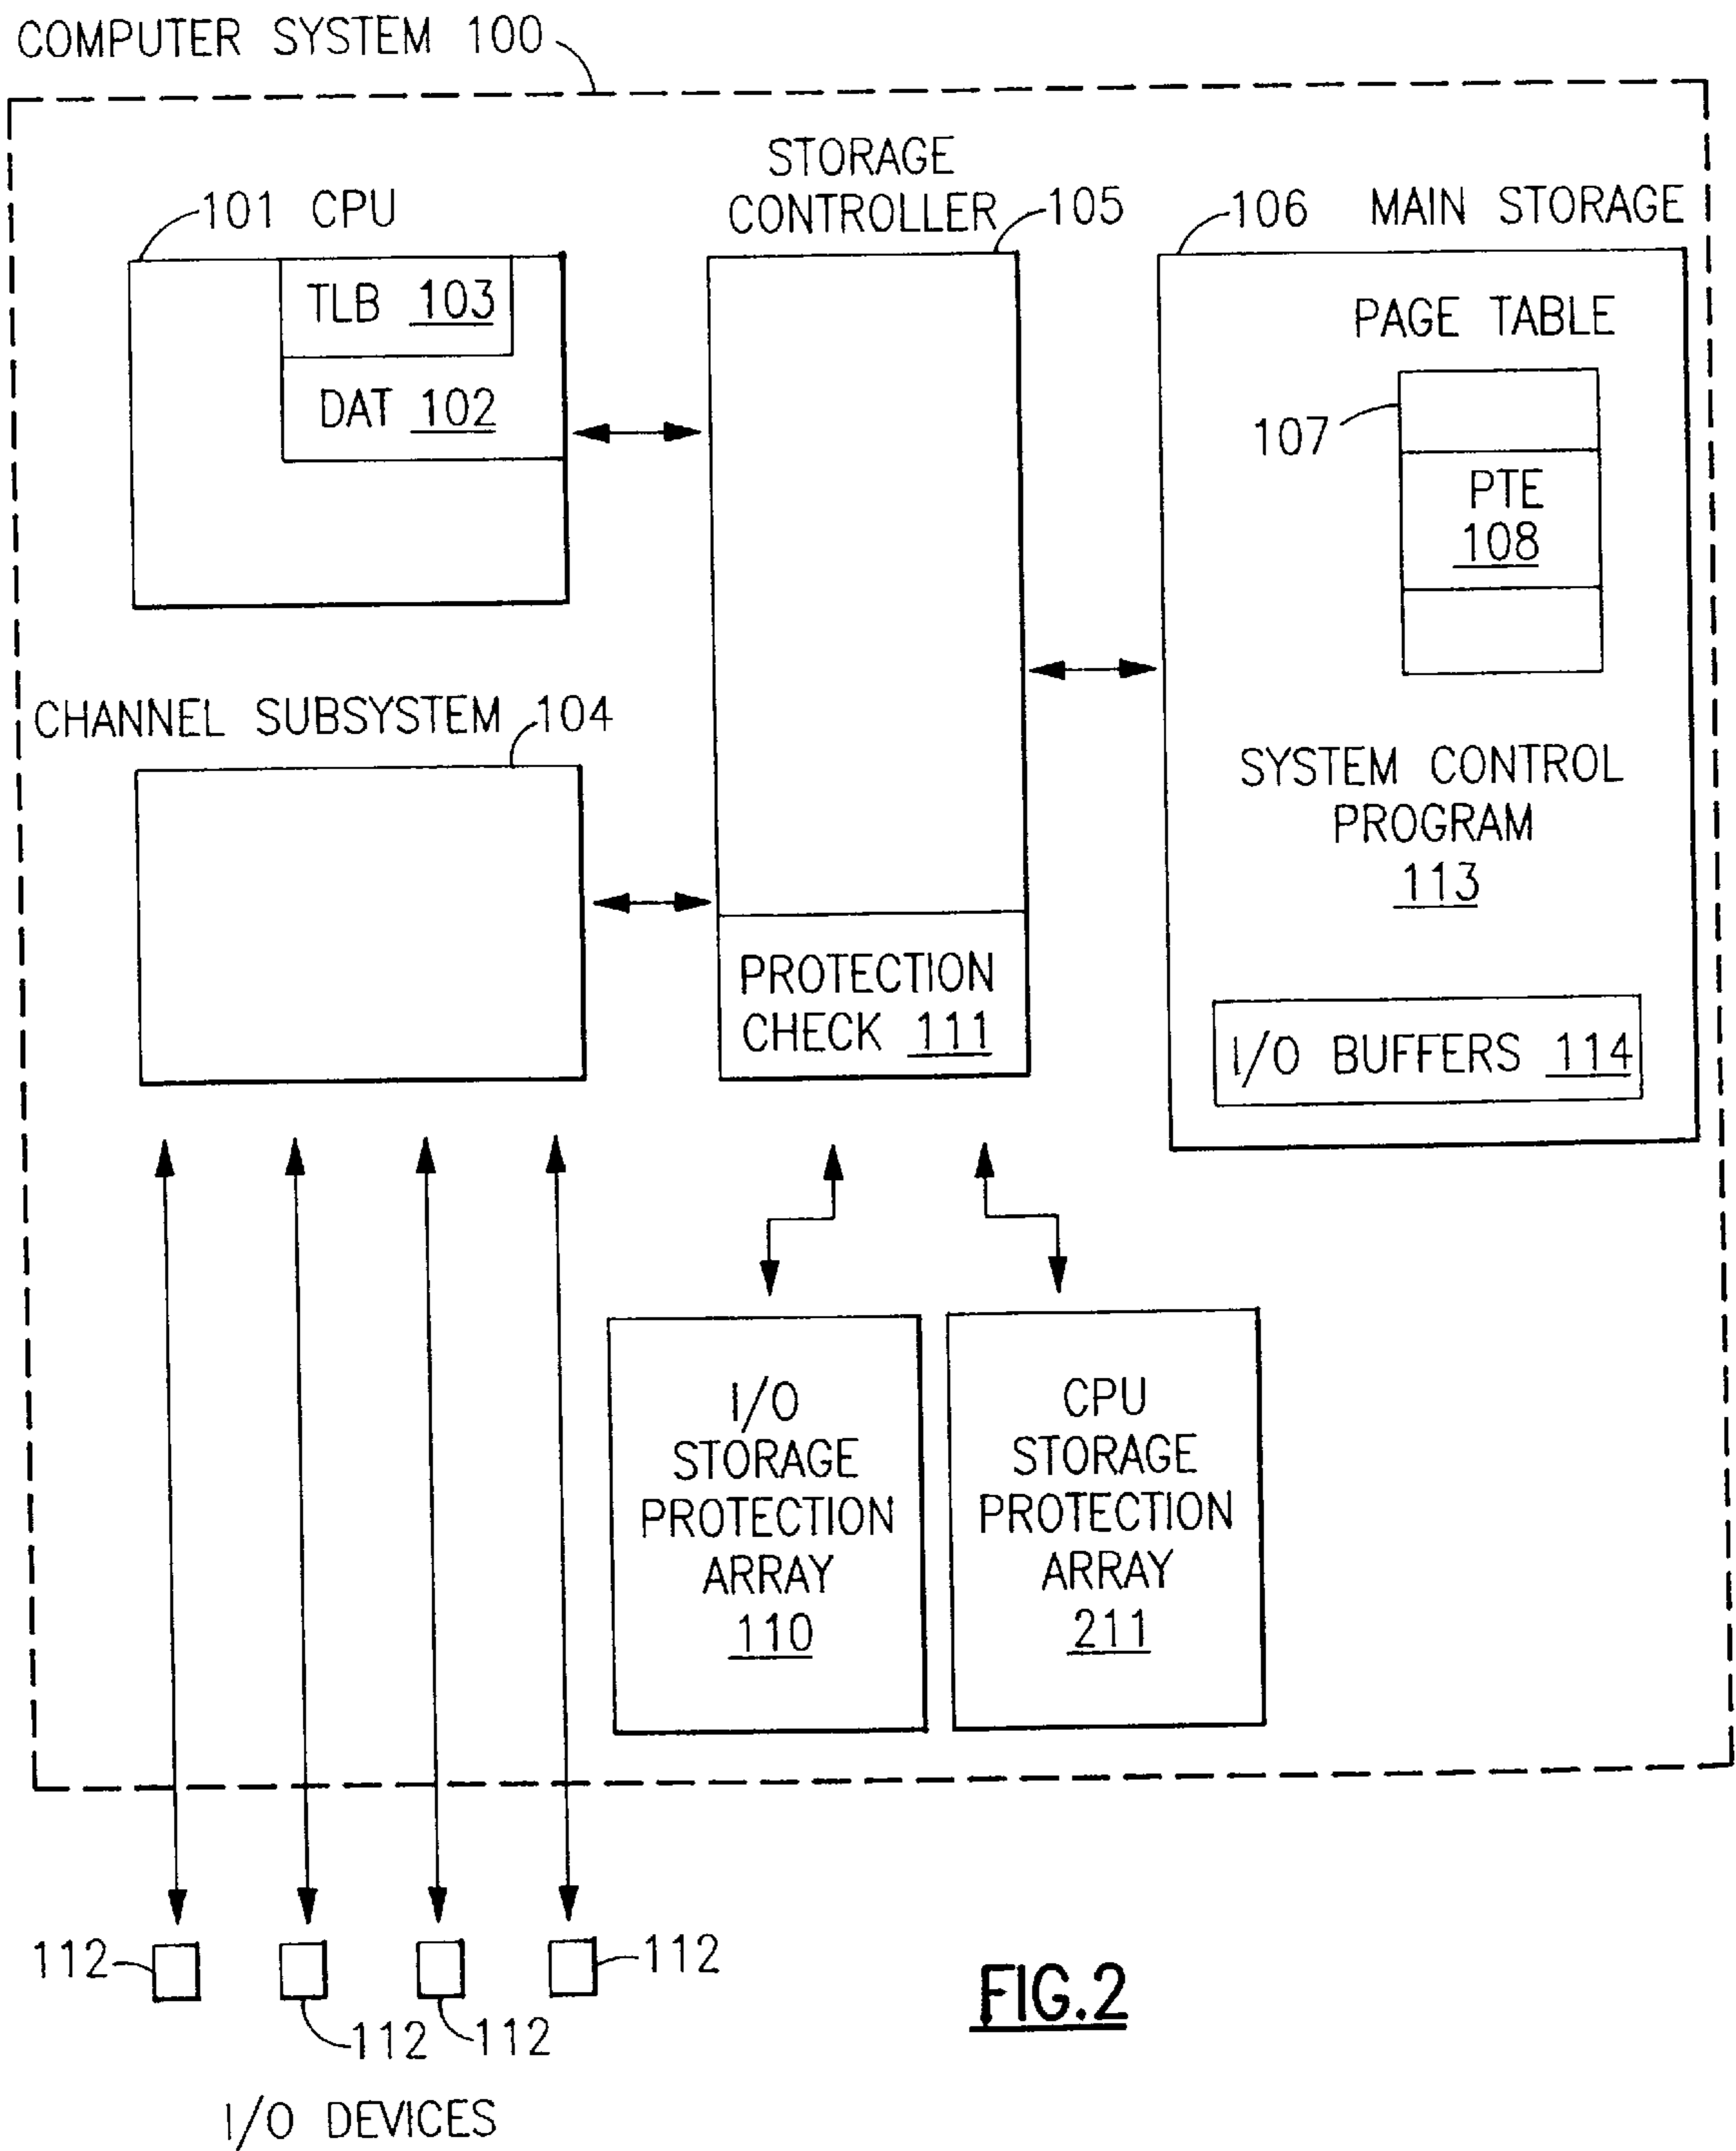 COMPUTER SYSTEM 100
STORAGE
CONTROLLER 105
101 CPU
106 MAIN STORAGE
TLB 103
DAT 102
PAGE TABLE
107
PTE
108
CHANNEL SUBSYSTEM 104
SYSTEM CONTROL
PROGRAM
113
PROTECTION
CHECK 111
I/O BUFFERS 114
I/O
STORAGE
PROTECTION
ARRAY
110
CPU
STORAGE
PROTECTION
ARRAY
211
112
112
112
112
I/O DEVICES
FIG.2